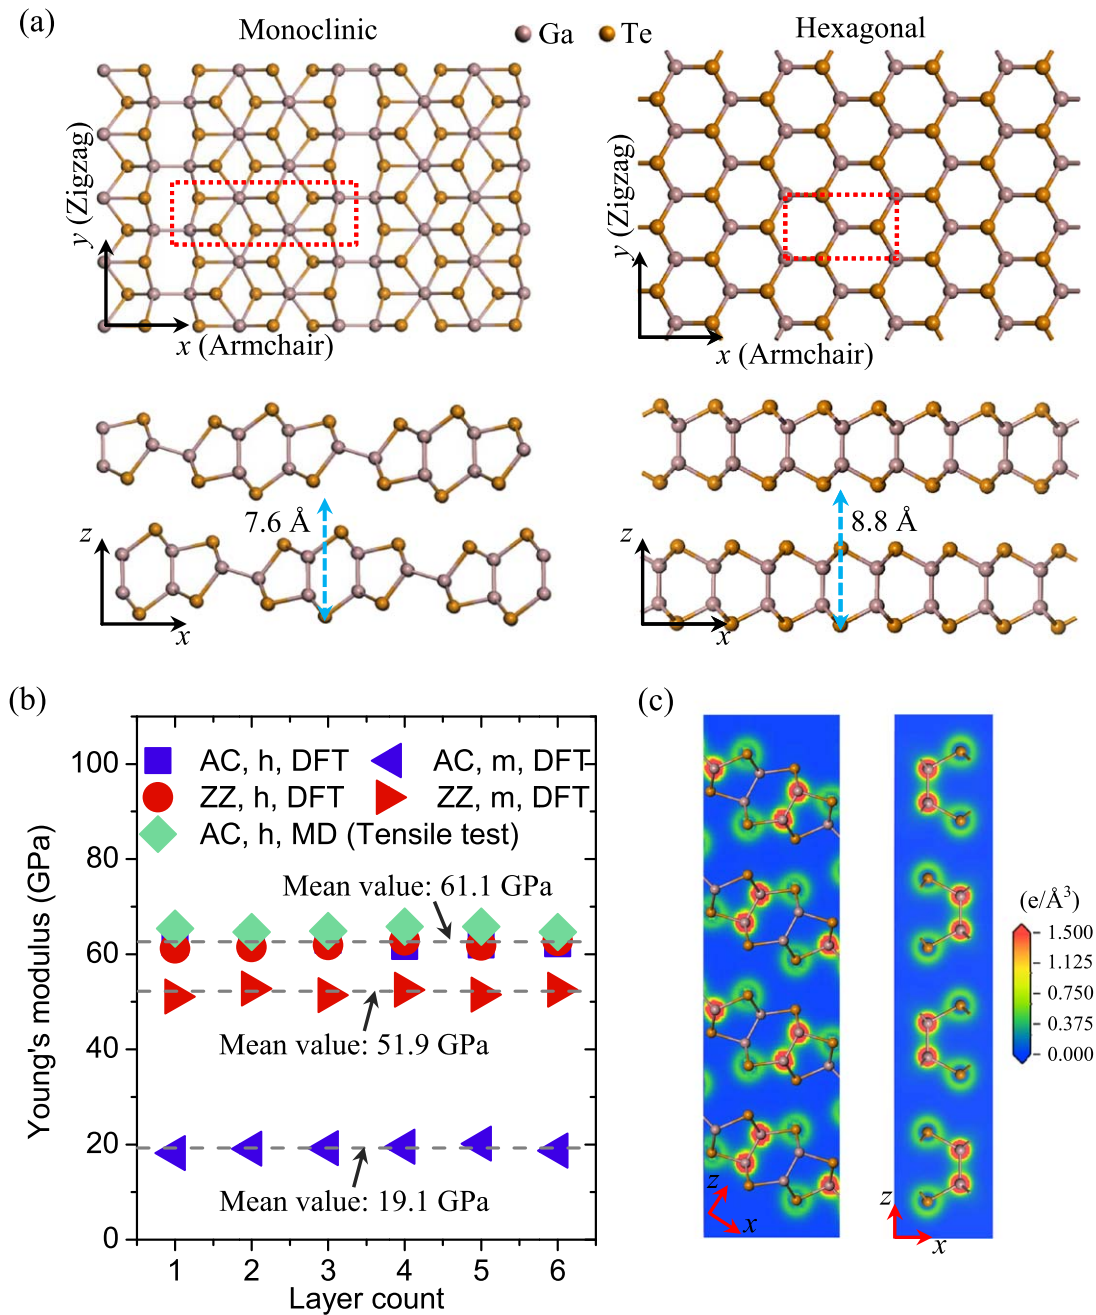 (a)
Monoclinic
Ga
Te
Hexagonal
y (Zigzag)
x (Armchair)
y (Zigzag)
x (Armchair)
7.6 Å
8.8 Å
z
x
z
x
(b)
(c)
Young's modulus (GPa)
100
80
60
40
20
0
AC, h, DFT
AC, m, DFT
ZZ, h, DFT
ZZ, m, DFT
AC, h, MD (Tensile test)
Mean value: 61.1 GPa
Mean value: 51.9 GPa
Mean value: 19.1 GPa
1 2 3 4 5 6
Layer count
(e/Å³)
1.500
1.125
0.750
0.375
0.000
z
x
z
x